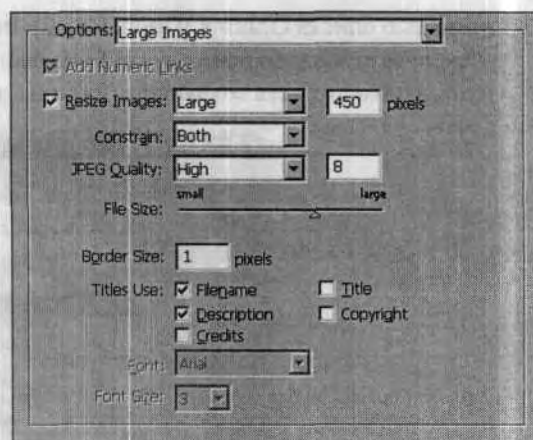 Options: Large Images
Add Numeric Links
Resize Images: Large 450 pixels
Constrain: Both
JPEG Quality: High 8
small large
File Size:
Border Size: 1 pixels
Titles Use: Filename Title
Description Copyright
Credits
Font: Arial
Font Size: 3